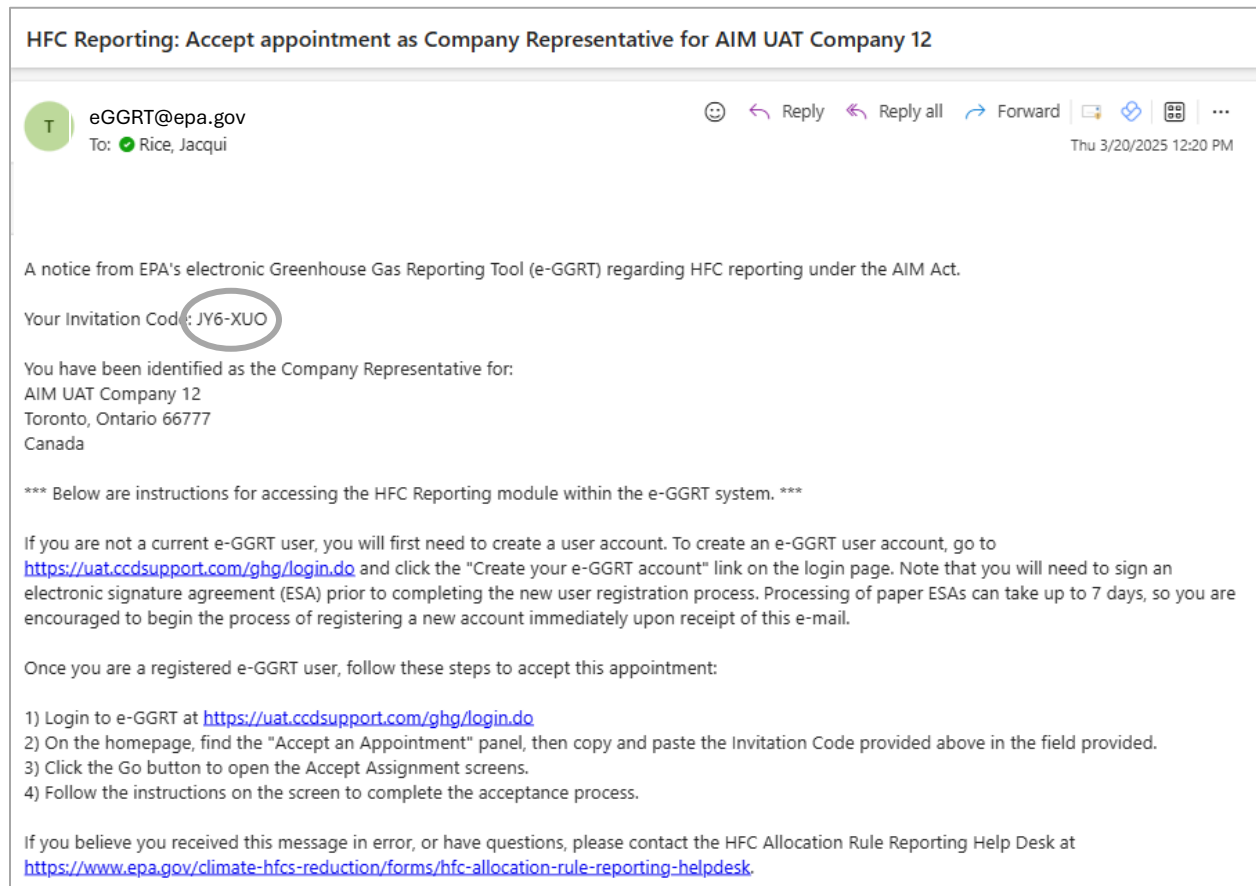 HFC Reporting: Accept appointment as Company Representative for AIM UAT Company 12
T
eGGRT@epa.gov
Reply Reply all Forward
To: Rice, Jacqui
Thu 3/20/2025 12:20 PM
A notice from EPA's electronic Greenhouse Gas Reporting Tool (e-GGRT) regarding HFC reporting under the AIM Act.
Your Invitation Code: JY6-XUO
You have been identified as the Company Representative for:
AIM UAT Company 12
Toronto, Ontario 66777
Canada
*** Below are instructions for accessing the HFC Reporting module within the e-GGRT system. ***
If you are not a current e-GGRT user, you will first need to create a user account. To create an e-GGRT user account, go to
https://uat.ccdsupport.com/ghg/login.do and click the "Create your e-GGRT account" link on the login page. Note that you will need to sign an
electronic signature agreement (ESA) prior to completing the new user registration process. Processing of paper ESAs can take up to 7 days, so you are
encouraged to begin the process of registering a new account immediately upon receipt of this e-mail.
Once you are a registered e-GGRT user, follow these steps to accept this appointment:
1) Login to e-GGRT at https://uat.ccdsupport.com/ghg/login.do
2) On the homepage, find the "Accept an Appointment" panel, then copy and paste the Invitation Code provided above in the field provided.
3) Click the Go button to open the Accept Assignment screens.
4) Follow the instructions on the screen to complete the acceptance process.
If you believe you received this message in error, or have questions, please contact the HFC Allocation Rule Reporting Help Desk at
https://www.epa.gov/climate-hfcs-reduction/forms/hfc-allocation-rule-reporting-helpdesk.